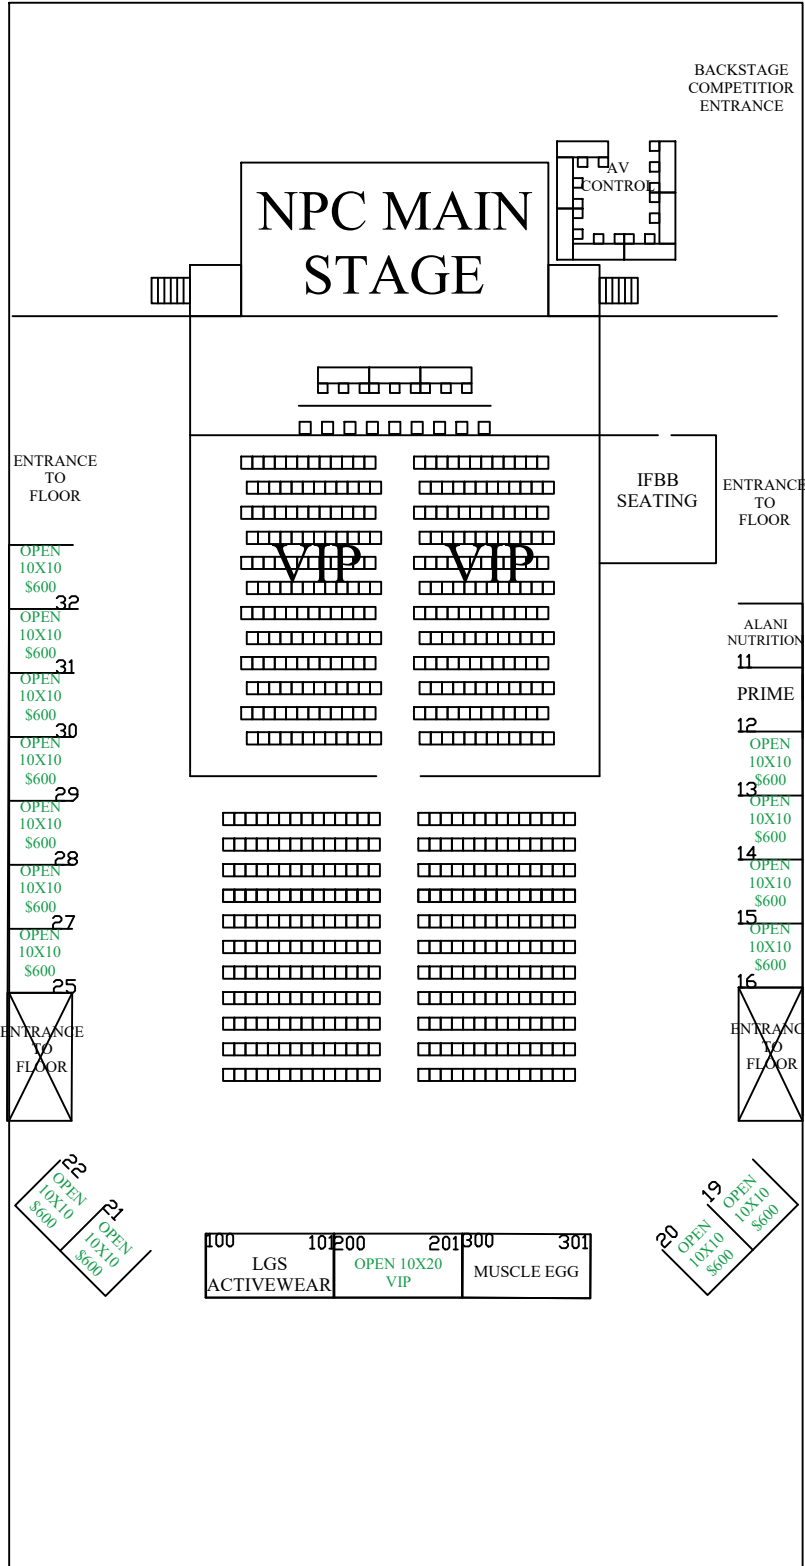 BACKSTAGE
COMPETITIOR
ENTRANCE
AV
CONTROL
NPC MAIN
STAGE
ENTRANCE
TO
FLOOR
IFBB
SEATING
ENTRANCE
TO
FLOOR
VIP
VIP
OPEN
10X10
$600
32
OPEN
10X10
$600
31
OPEN
10X10
$600
30
OPEN
10X10
$600
29
OPEN
10X10
$600
28
OPEN
10X10
$600
27
OPEN
10X10
$600
25
ENTRANCE
TO
FLOOR
ALANI
NUTRITION
11
PRIME
12
OPEN
10X10
$600
13
OPEN
10X10
$600
14
OPEN
10X10
$600
15
OPEN
10X10
$600
16
ENTRANCE
TO
FLOOR
22
OPEN
10X10
$600
21
OPEN
10X10
$600
100 101
LGS
ACTIVEWEAR
200 201
OPEN 10X20
VIP
300 301
MUSCLE EGG
20
OPEN
10X10
$600
19
OPEN
10X10
$600